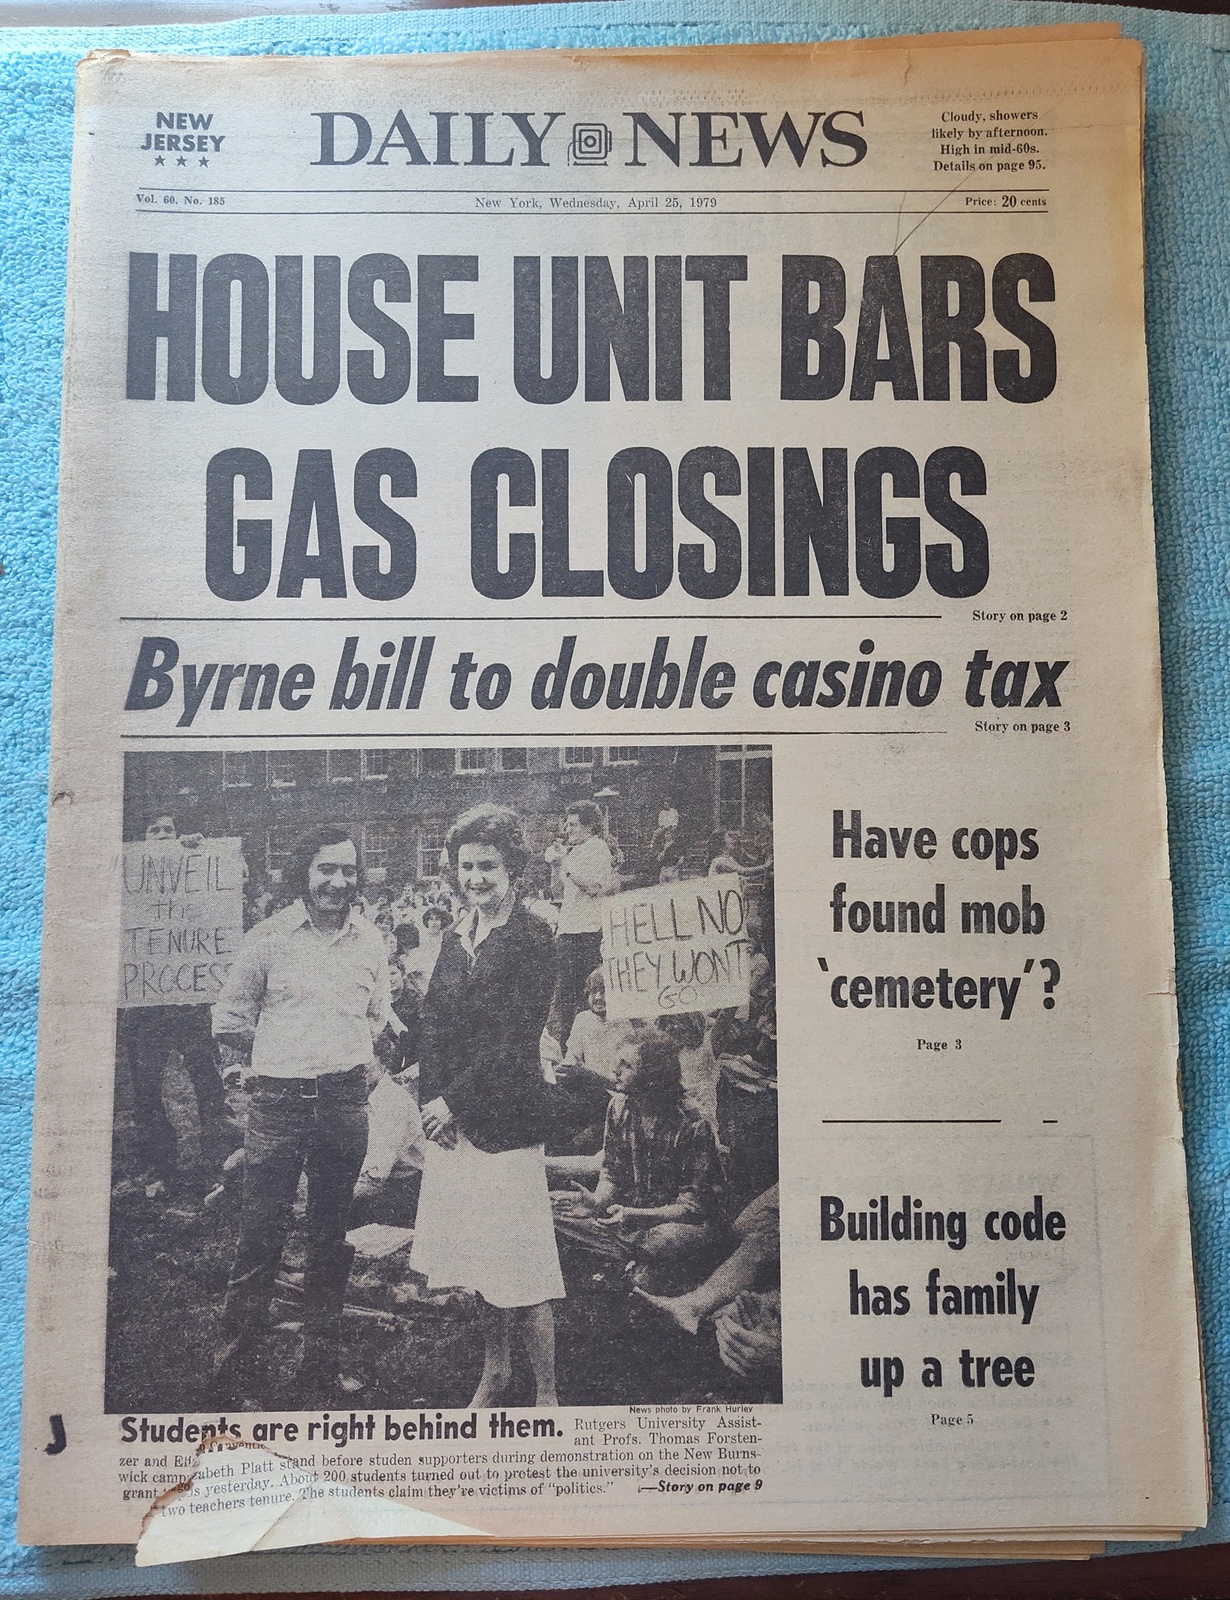 NEW
JERSEY
★ ★ ★
DAILY NEWS
Cloudy, showers
likely by afternoon.
High in mid-60s.
Details on page 95.
Vol. 60. No. 185
New York, Wednesday, April 25, 1979
Price: 20 cents
HOUSE UNIT BARS
GAS CLOSINGS
Story on page 2
Byrne bill to double casino tax
Story on page 3
UNVEIL
the
TENURE
PROCESS
HELL NO
THEY WONT
GO
Have cops
found mob
‘cemetery’?
Page 3
Building code
has family
up a tree
Page 5
News photo by Frank Hurley
Students are right behind them. Rutgers University Assist-
ant Profs. Thomas Forsten-
zer and Elizabeth Platt stand before studen supporters during demonstration on the New Burns-
wick campus yesterday. About 200 students turned out to protest the university's decision not to
grant two teachers tenure. The students claim they're victims of "politics." —Story on page 9
J